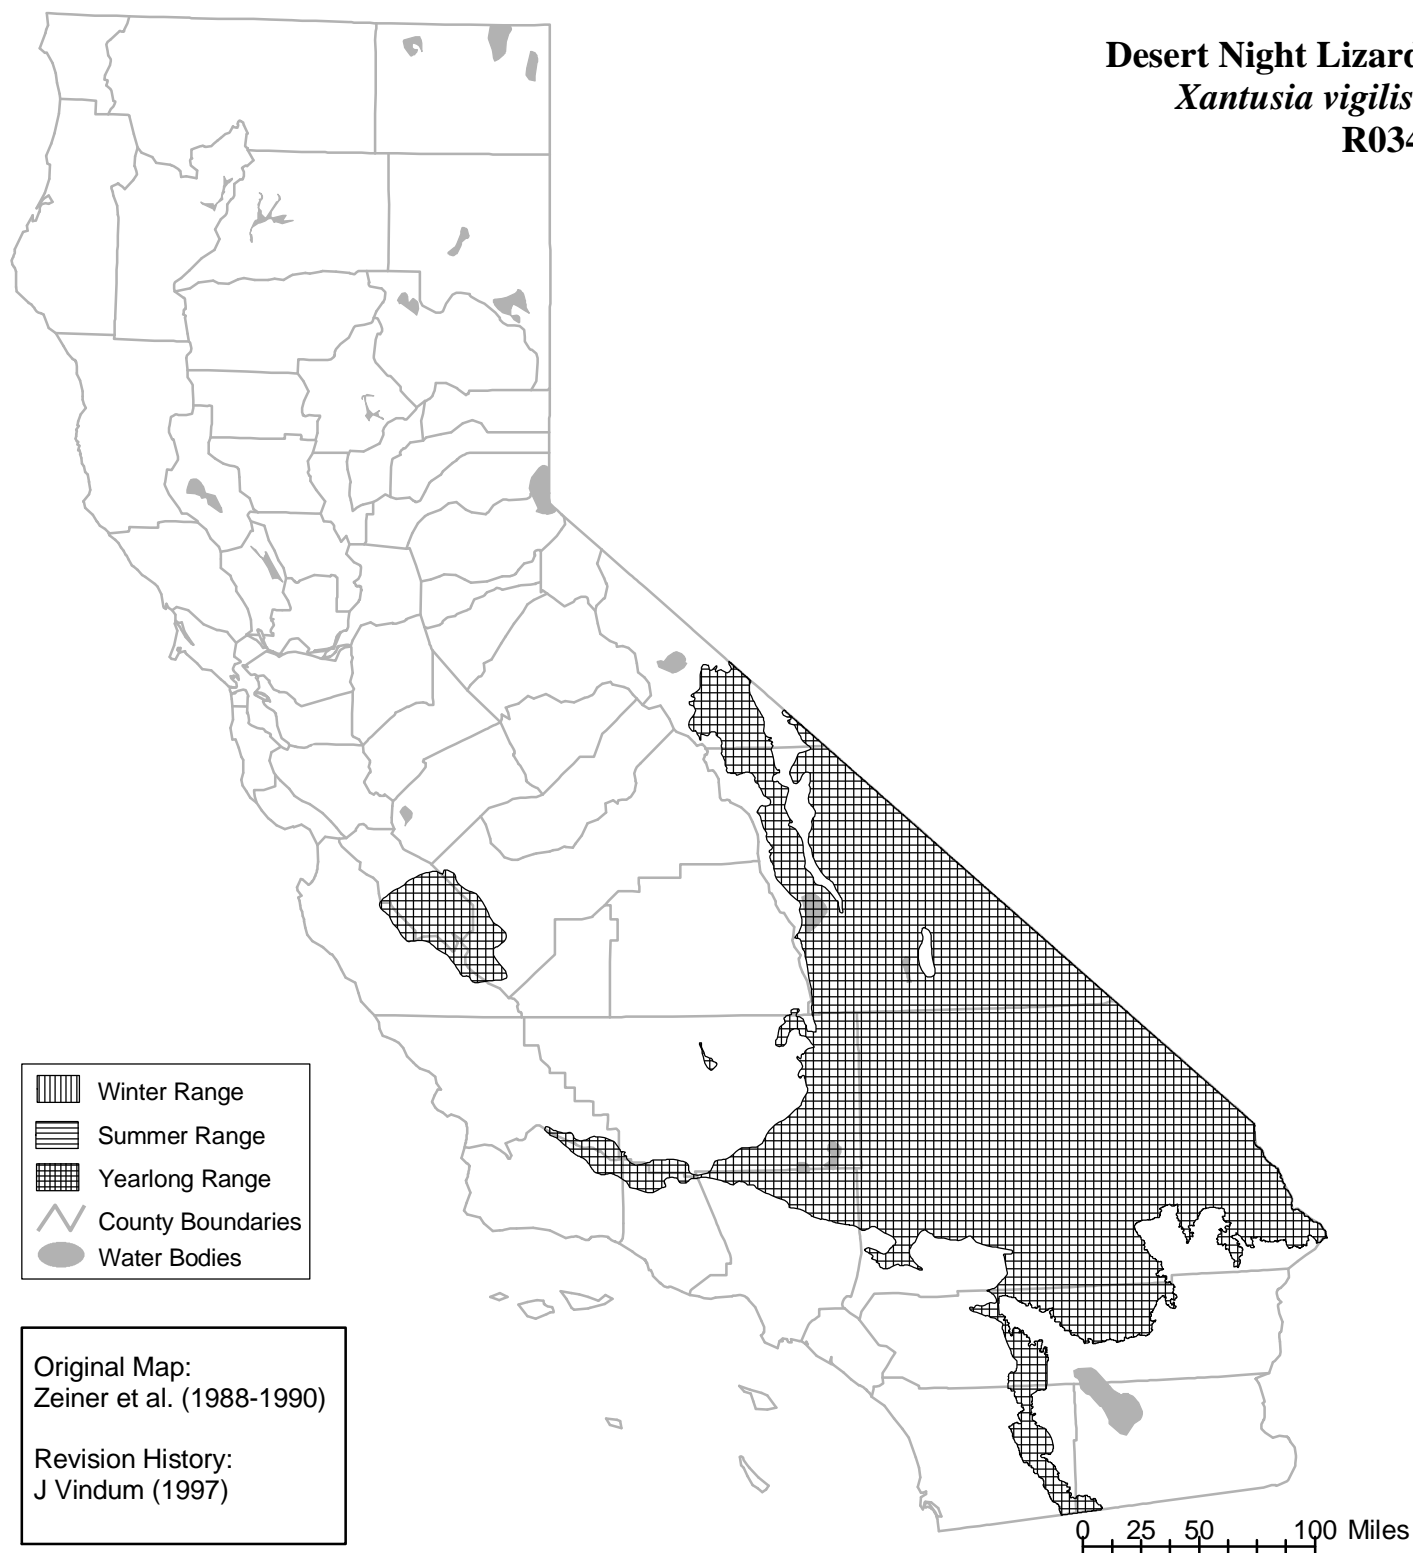 Desert Night Lizard
Xantusia vigilis
R034
Winter Range
Summer Range
Yearlong Range
County Boundaries
Water Bodies
Original Map:
Zeiner et al. (1988-1990)
Revision History:
J Vindum (1997)
0 25 50 100 Miles